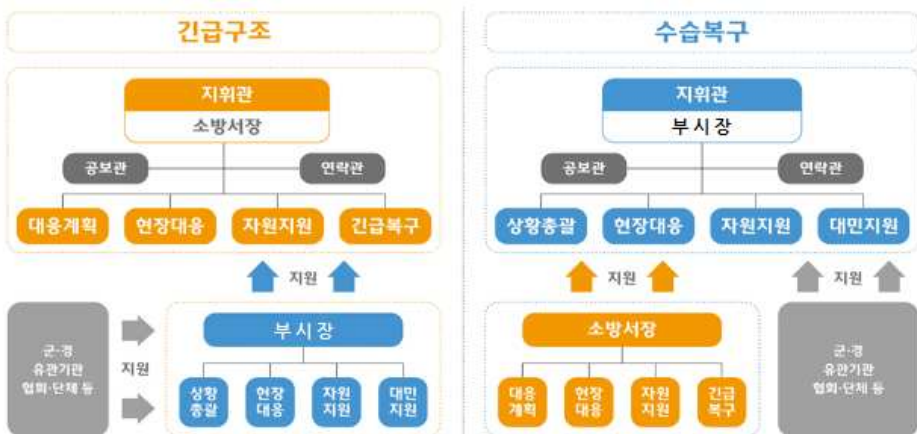 긴급구조
지휘관
소방서장
공보관
연락관
대응계획
현장대응
자원지원
긴급복구
지원
군·경
유관기관
협회·단체 등
지원
부시장
상황
총괄
현장
대응
자원
지원
대민
지원
수습복구
지휘관
부시장
공보관
연락관
상황총괄
현장대응
자원지원
대민지원
지원
지원
소방서장
대응
계획
현장
대응
자원
지원
긴급
복구
군·경
유관기관
협회·단체 등